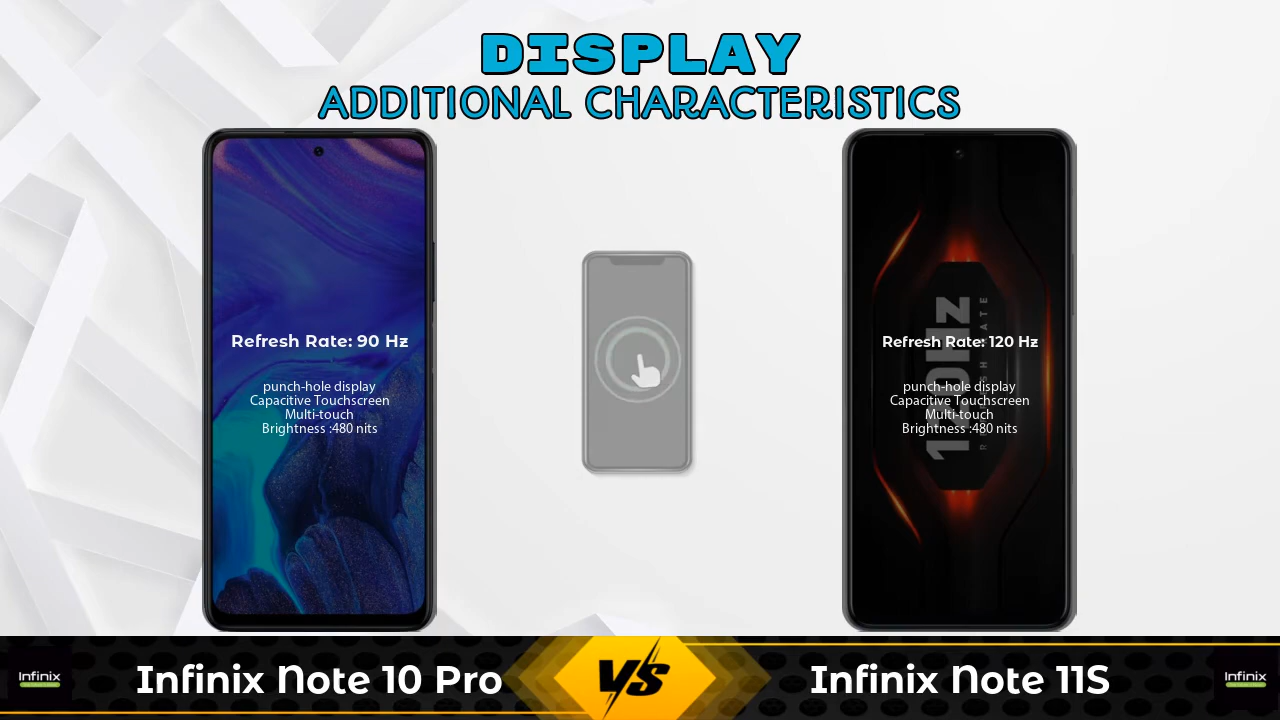 DISPLAY
ADDITIONAL CHARACTERISTICS
Refresh Rate: 90 Hz
punch-hole display
Capacitive Touchscreen
Multi-touch
Brightness :480 nits
Refresh Rate: 120 Hz
punch-hole display
Capacitive Touchscreen
Multi-touch
Brightness :480 nits
Infinix
Infinix Note 10 Pro
VS
Infinix Note 11S
Infinix